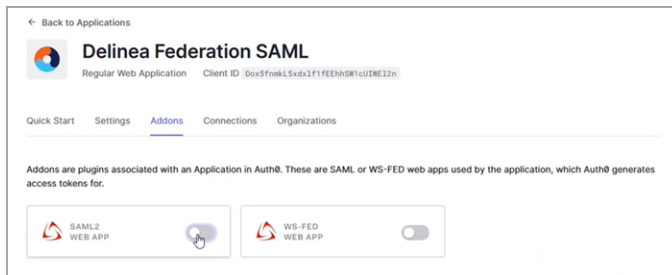 ← Back to Applications
Delinea Federation SAML
Regular Web Application Client ID Dox5fnmkL5xdxlf1fEEhhSW1cUIWEl2n
Quick Start Settings Addons Connections Organizations
Addons are plugins associated with an Application in Auth0. These are SAML or WS-FED web apps used by the application, which Auth0 generates
access tokens for.
SAML2
WEB APP
WS-FED
WEB APP